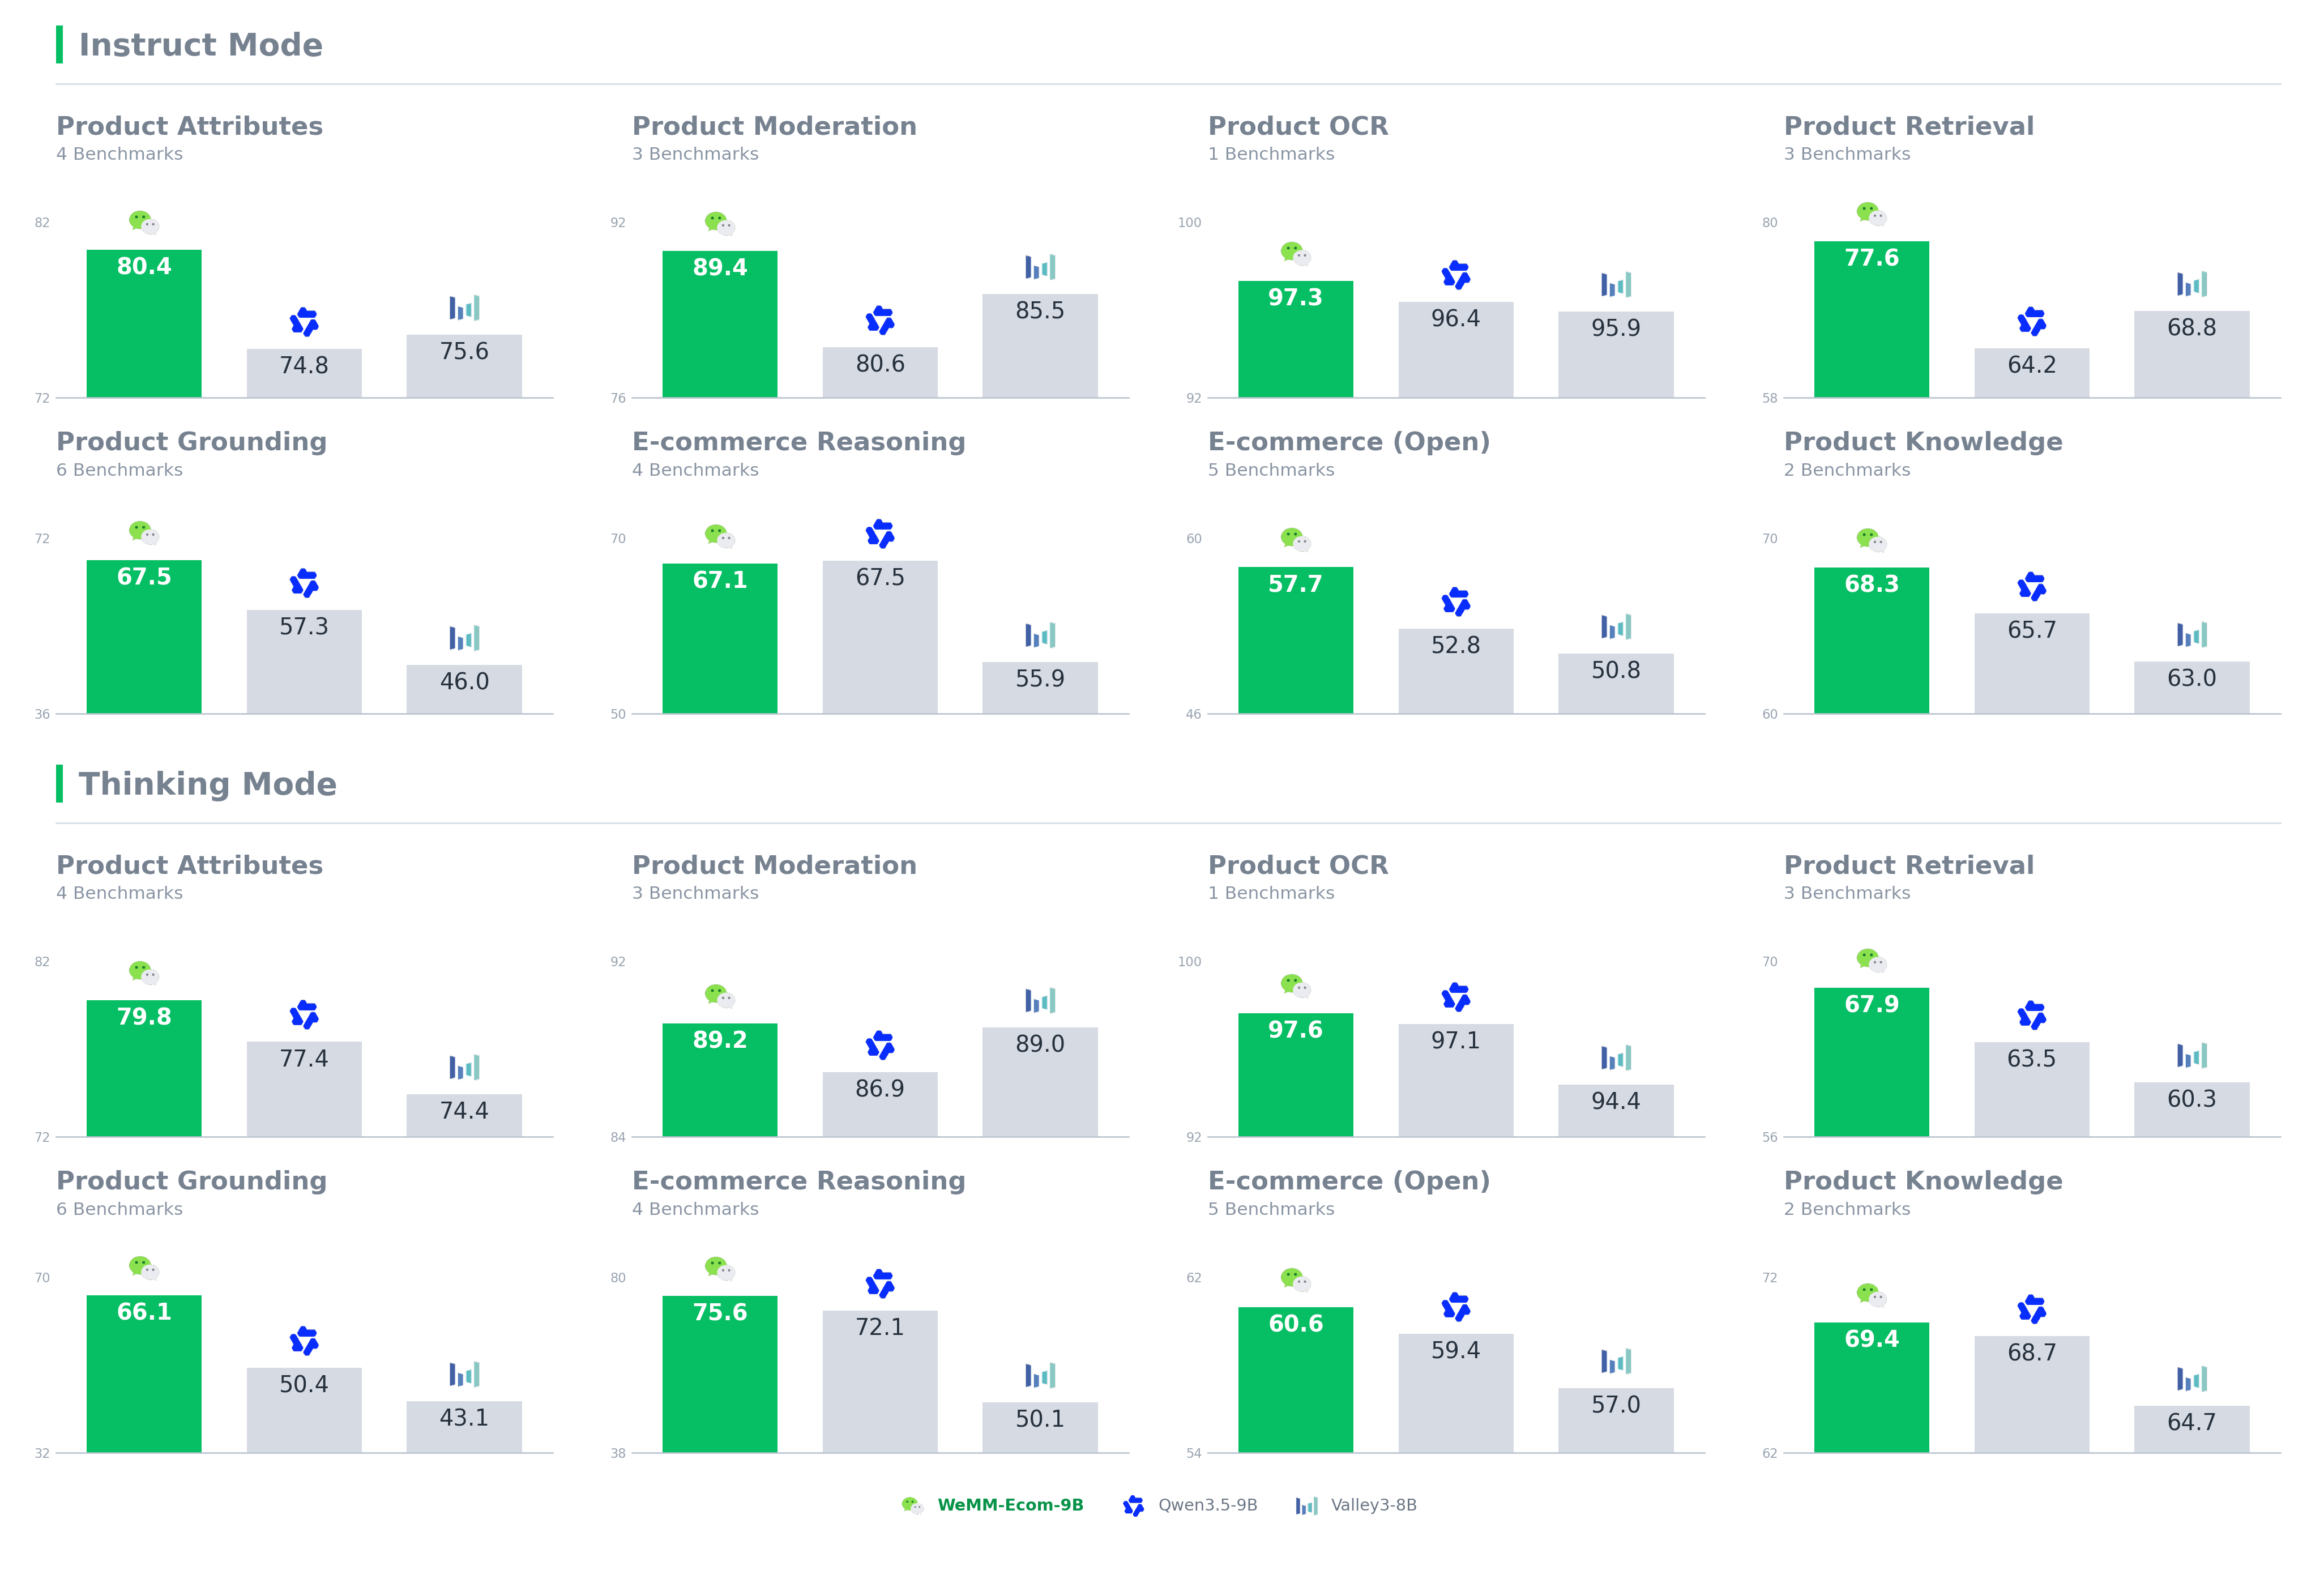 Instruct Mode
Product Attributes
4 Benchmarks
82
80.4
74.8
75.6
72
Product Moderation
3 Benchmarks
92
89.4
80.6
85.5
76
Product OCR
1 Benchmarks
100
97.3
96.4
95.9
92
Product Retrieval
3 Benchmarks
80
77.6
64.2
68.8
58
Product Grounding
6 Benchmarks
72
67.5
57.3
46.0
36
E-commerce Reasoning
4 Benchmarks
70
67.1
67.5
55.9
50
E-commerce (Open)
5 Benchmarks
60
57.7
52.8
50.8
46
Product Knowledge
2 Benchmarks
70
68.3
65.7
63.0
60
Thinking Mode
Product Attributes
4 Benchmarks
82
79.8
77.4
74.4
72
Product Moderation
3 Benchmarks
92
89.2
86.9
89.0
84
Product OCR
1 Benchmarks
100
97.6
97.1
94.4
92
Product Retrieval
3 Benchmarks
70
67.9
63.5
60.3
56
Product Grounding
6 Benchmarks
70
66.1
50.4
43.1
32
E-commerce Reasoning
4 Benchmarks
80
75.6
72.1
50.1
38
E-commerce (Open)
5 Benchmarks
62
60.6
59.4
57.0
54
Product Knowledge
2 Benchmarks
72
69.4
68.7
64.7
62
WeMM-Ecom-9B
Qwen3.5-9B
Valley3-8B